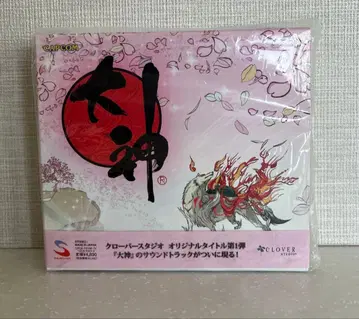 CAPCOM
大神
®
クローバースタジオ オリジナルタイトル第1弾
『大神』のサウンドトラックがついに現る!
CLOVER
STUDIO